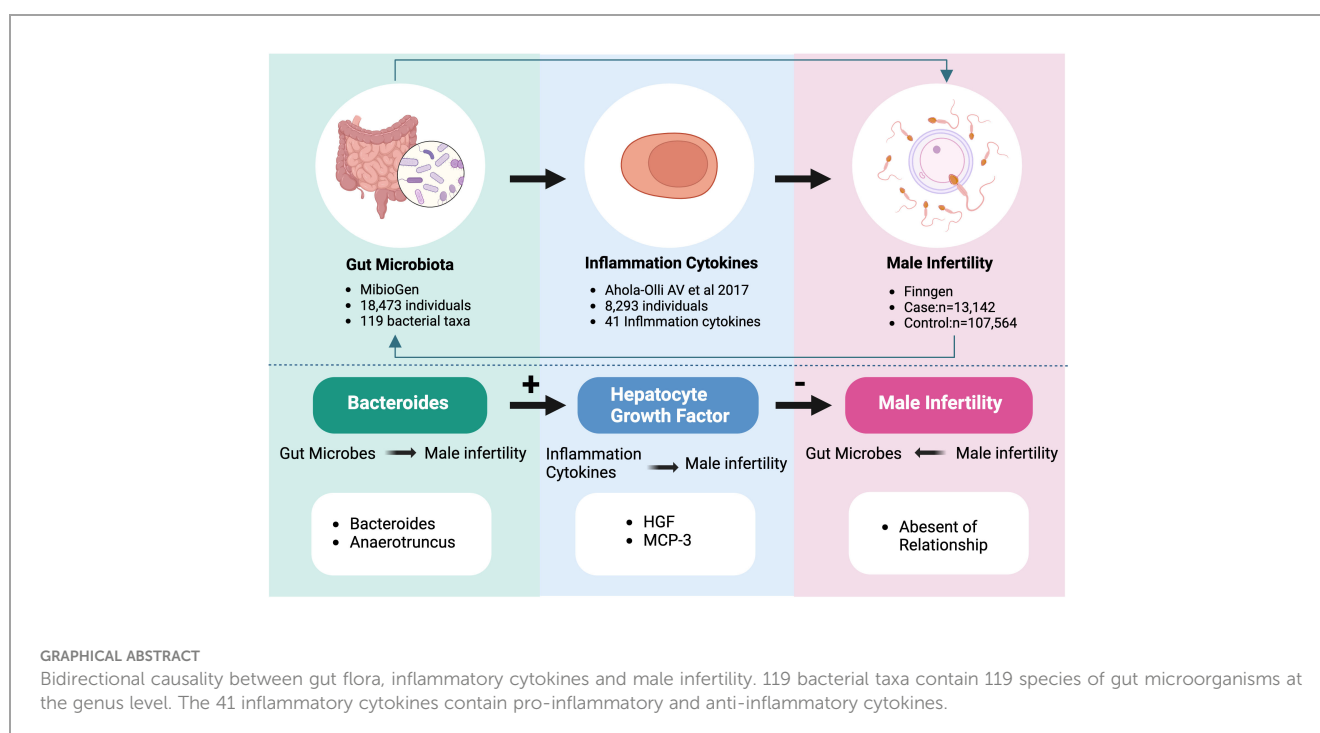 Gut Microbiota
• MibioGen
• 18,473 individuals
• 119 bacterial taxa
Inflammation Cytokines
• Ahola-Olli AV et al 2017
• 8,293 individuals
• 41 Inflmmation cytokines
Male Infertility
• Finngen
• Case:n=13,142
• Control:n=107,564
Bacteroides
+
Hepatocyte
Growth Factor
-
Male Infertility
Gut Microbes Male infertility
Inflammation
Cytokines
Male infertility
Gut Microbes Male infertility
• Bacteroides
• Anaerotruncus
• HGF
• MCP-3
• Abesent of
Relationship
GRAPHICAL ABSTRACT
Bidirectional causality between gut flora, inflammatory cytokines and male infertility. 119 bacterial taxa contain 119 species of gut microorganisms at
the genus level. The 41 inflammatory cytokines contain pro-inflammatory and anti-inflammatory cytokines.